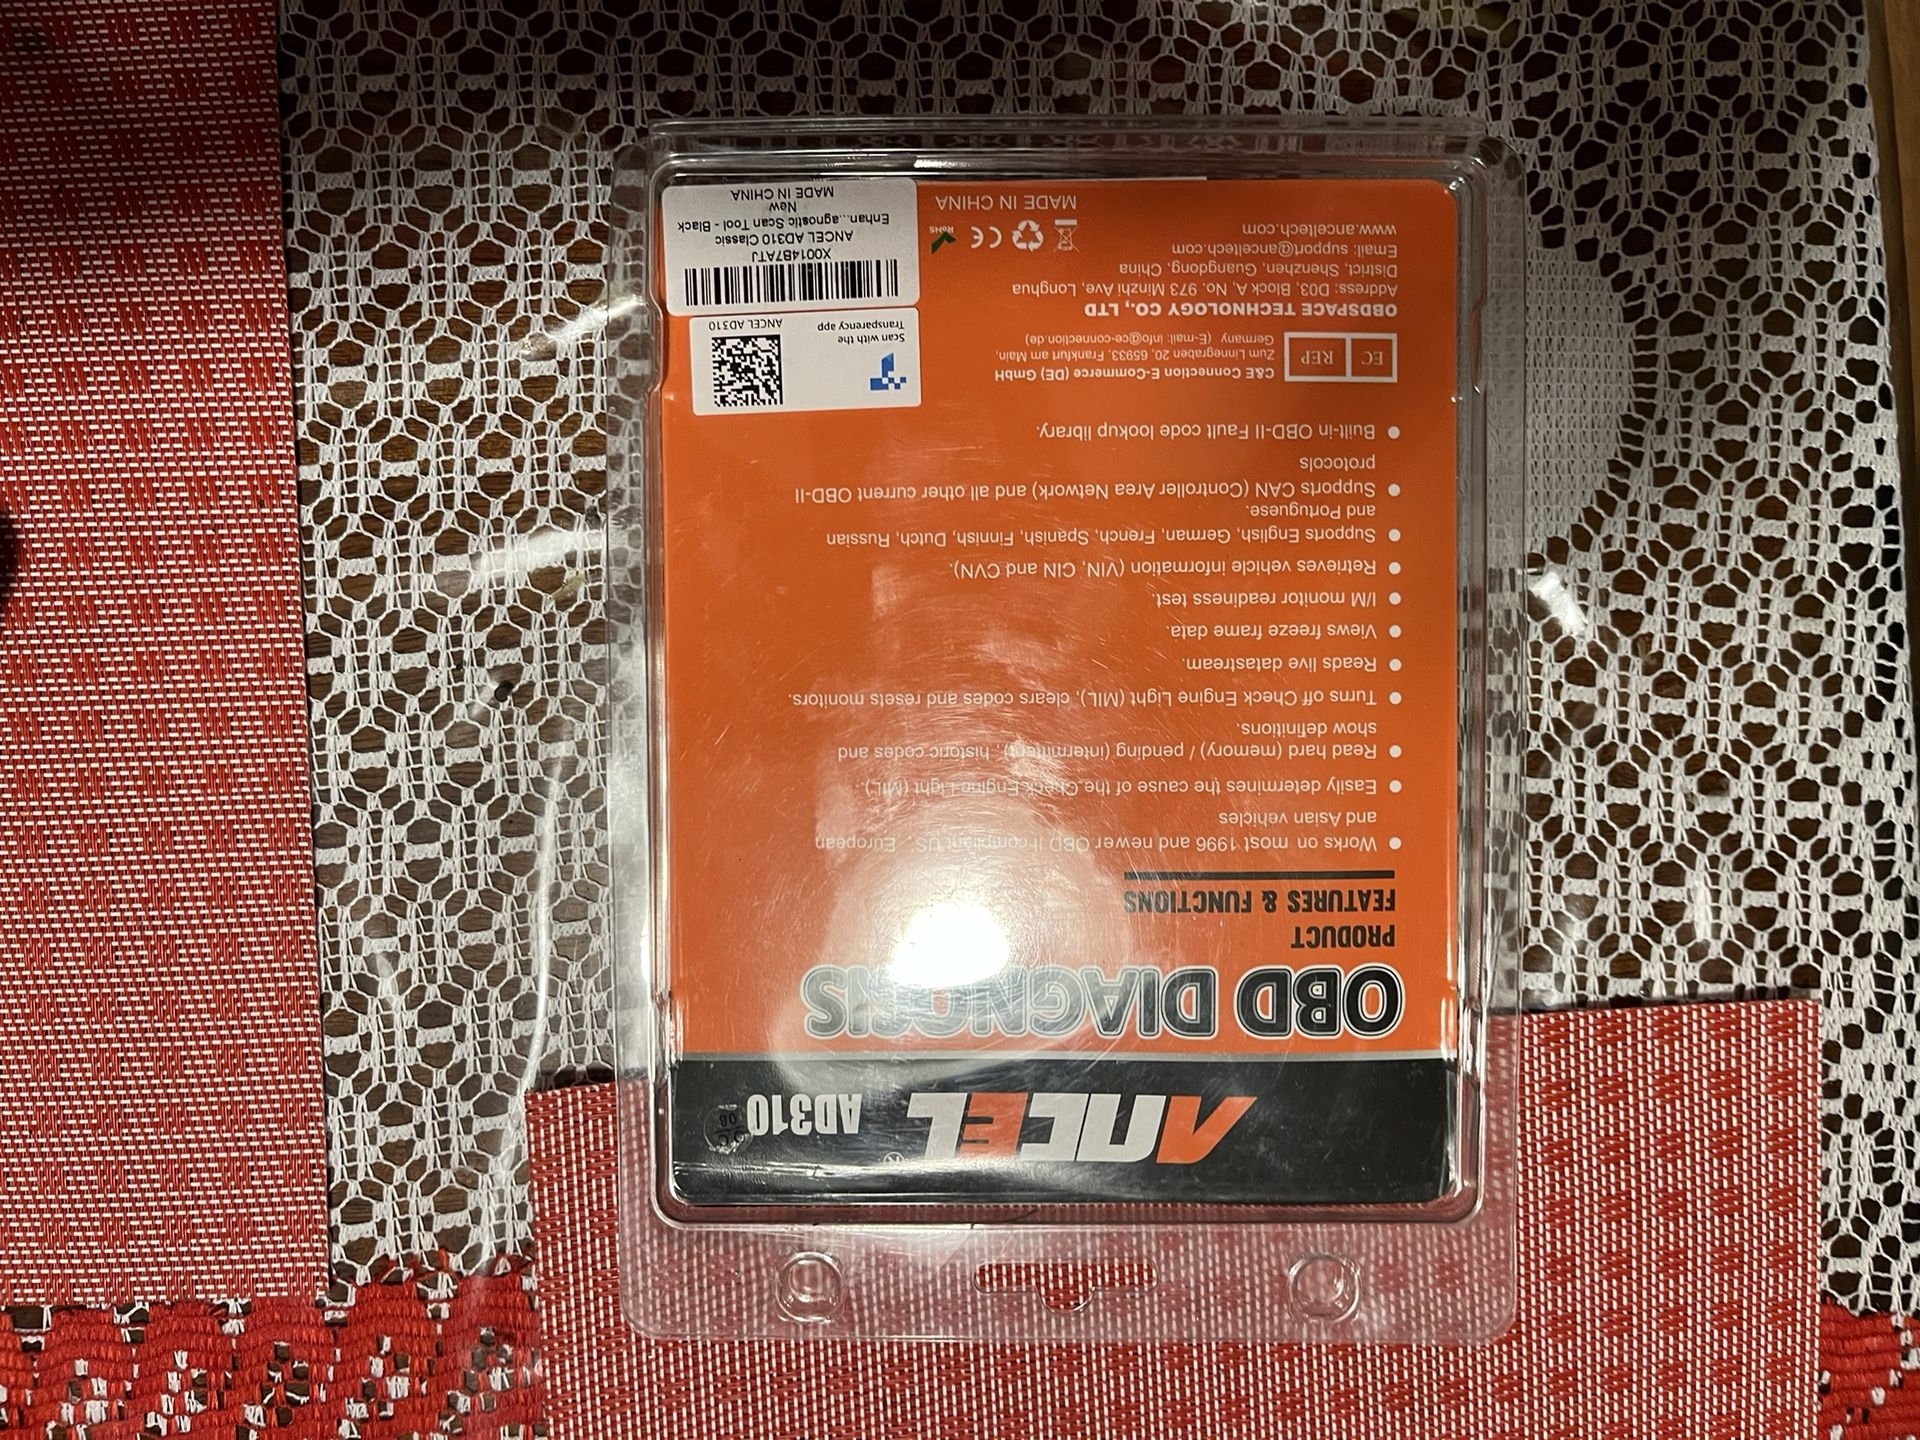 ANCEL® AD310
OBD DIAGNOSIS
PRODUCT
FEATURES & FUNCTIONS
● Works on most 1996 and newer OBD II compliant US, European
and Asian vehicles
● Easily determines the cause of the Check Engine Light (MIL).
● Read hard (memory) / pending (intermittent), historic codes and
show definitions.
● Turns off Check Engine Light (MIL), clears codes and resets monitors.
● Reads live datastream.
● Views freeze frame data.
● I/M monitor readiness test.
● Retrieves vehicle information (VIN, CIN and CVN).
● Supports English, German, French, Spanish, Finnish, Dutch, Russian
and Portuguese.
● Supports CAN (Controller Area Network) and all other current OBD-II
protocols
● Built-in OBD-II Fault code lookup library.
EC REP
C&E Connection E-Commerce (DE) GmbH
Zum Linnegraben 20, 65933, Frankfurt am Main,
Germany (E-mail: info@ce-connection.de)
OBDSPACE TECHNOLOGY CO., LTD
Address: D03, Block A, No. 973 Minzhi Ave, Longhua
District, Shenzhen, Guangdong, China,
Email: support@anceltech.com
www.anceltech.com
CE RoHS
MADE IN CHINA
Scan with the
Transparency app
ANCEL AD310
X0014B7ATJ
ANCEL AD310 Classic
Enhan...agnostic Scan Tool - Black
New
MADE IN CHINA